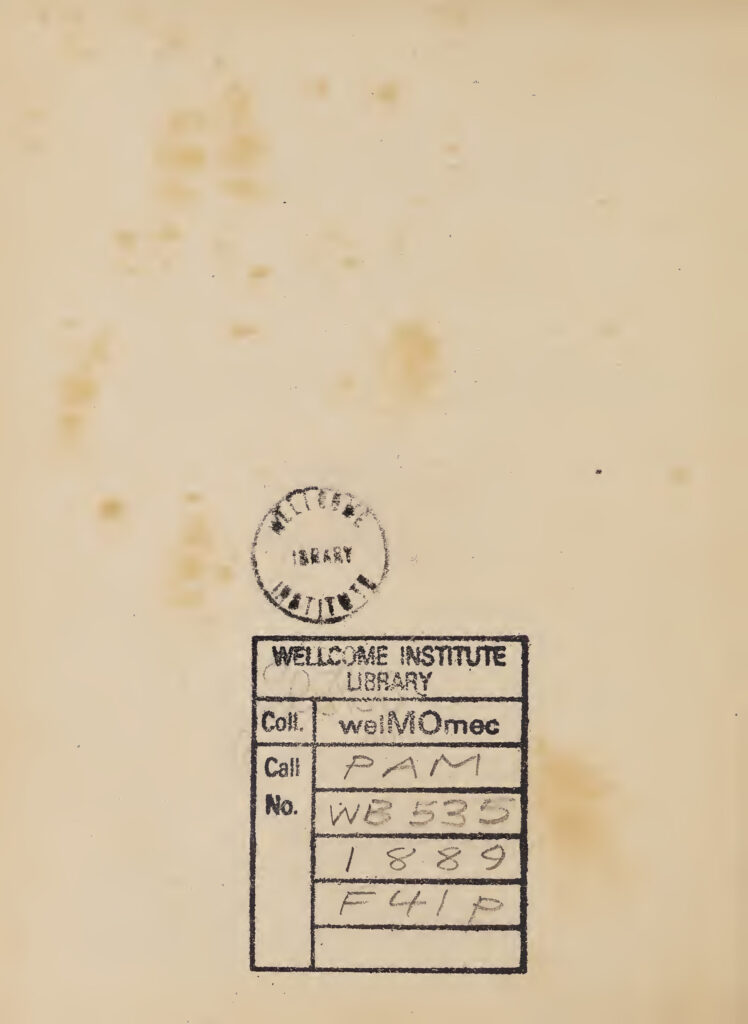 WELLCOME
LIBRARY
INSTITUTE
WELLCOME INSTITUTE
LIBRARY
Coll. welMOmec
Call PAM
No. WB 535
1889
F41p